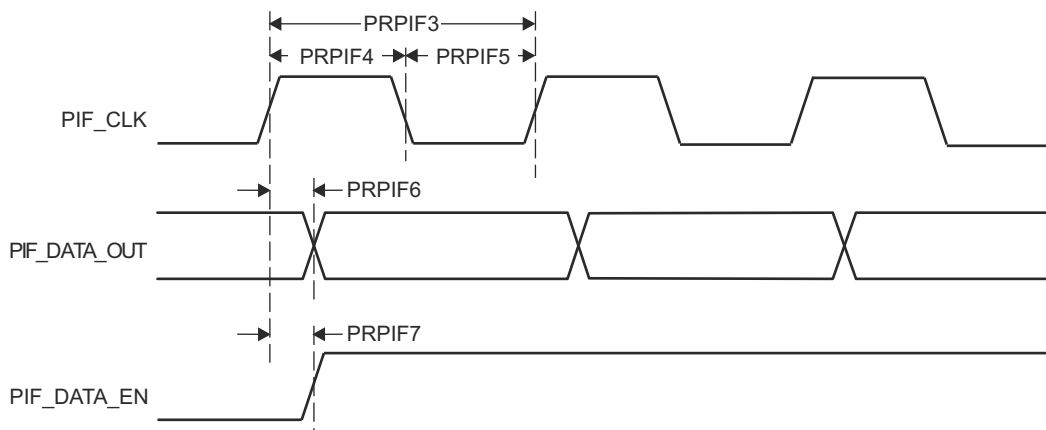 PRPIF3
PRPIF4
PRPIF5
PIF_CLK
PRPIF6
PIF_DATA_OUT
PRPIF7
PIF_DATA_EN